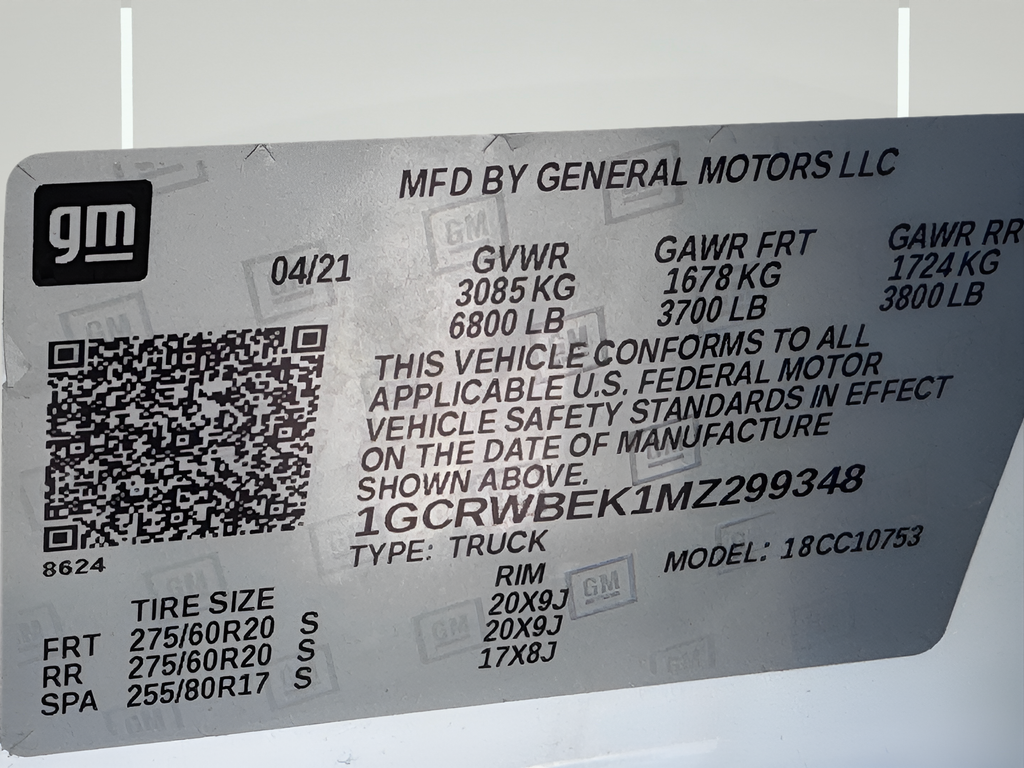 gm
MFD BY GENERAL MOTORS LLC
04/21 GVWR GAWR FRT GAWR RR
3085 KG 1678 KG 1724 KG
6800 LB 3700 LB 3800 LB
THIS VEHICLE CONFORMS TO ALL
APPLICABLE U.S. FEDERAL MOTOR
VEHICLE SAFETY STANDARDS IN EFFECT
ON THE DATE OF MANUFACTURE
SHOWN ABOVE.
1GCRWBEK1MZ299348
TYPE: TRUCK MODEL: 18CC10753
8624
TIRE SIZE RIM
FRT 275/60R20 S 20X9J
RR 275/60R20 S 20X9J
SPA 255/80R17 S 17X8J
GM